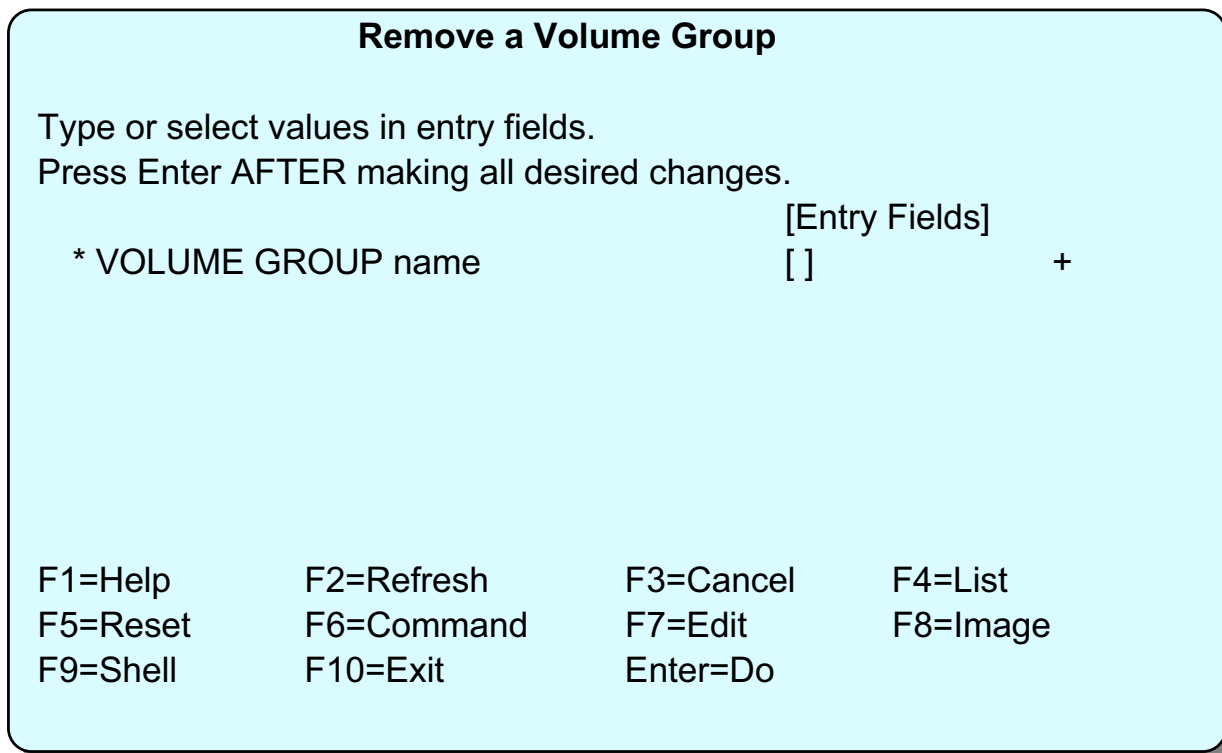 Remove a Volume Group
Type or select values in entry fields.
Press Enter AFTER making all desired changes.
[Entry Fields]
* VOLUME GROUP name [ ] +
F1=Help F2=Refresh F3=Cancel F4=List
F5=Reset F6=Command F7=Edit F8=Image
F9=Shell F10=Exit Enter=Do